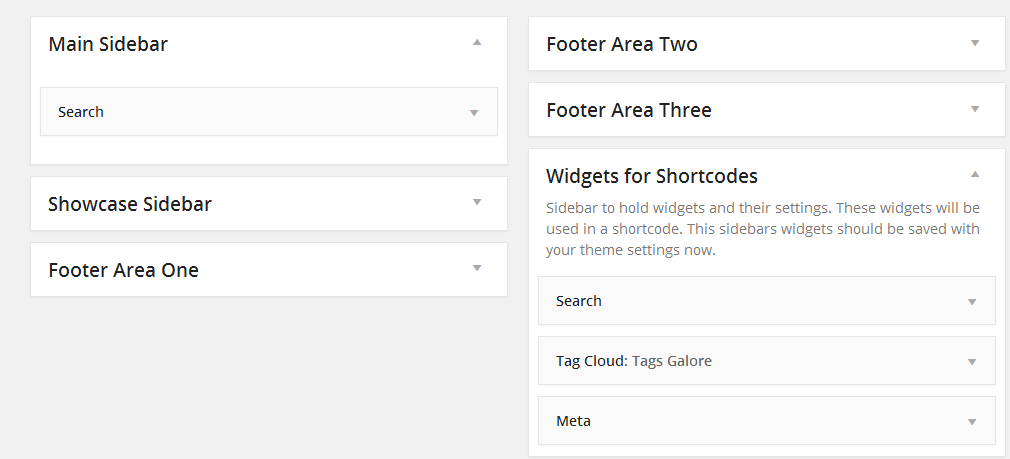 Main Sidebar
Search
Showcase Sidebar
Footer Area One
Footer Area Two
Footer Area Three
Widgets for Shortcodes
Sidebar to hold widgets and their settings. These widgets will be
used in a shortcode. This sidebars widgets should be saved with
your theme settings now.
Search
Tag Cloud: Tags Galore
Meta